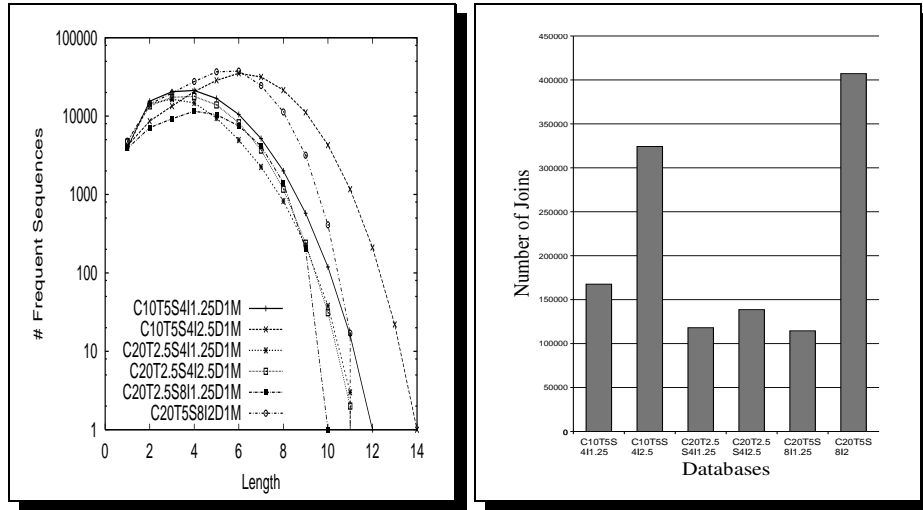 100000
10000
1000
100
10
1
# Frequent Sequences
C10T5S4I1.25D1M
C10T5S4I2.5D1M
C20T2.5S4I1.25D1M
C20T2.5S4I2.5D1M
C20T2.5S8I1.25D1M
C20T5S8I2D1M
0 2 4 6 8 10 12 14
Length
450000
400000
350000
300000
250000
200000
150000
100000
50000
0
Number of Joins
C10T5S C10T5S C20T2.5 C20T2.5 C20T5S C20T5S
4I1.25 4I2.5 S4I1.25 S4I2.5 8I1.25 8I2
Databases